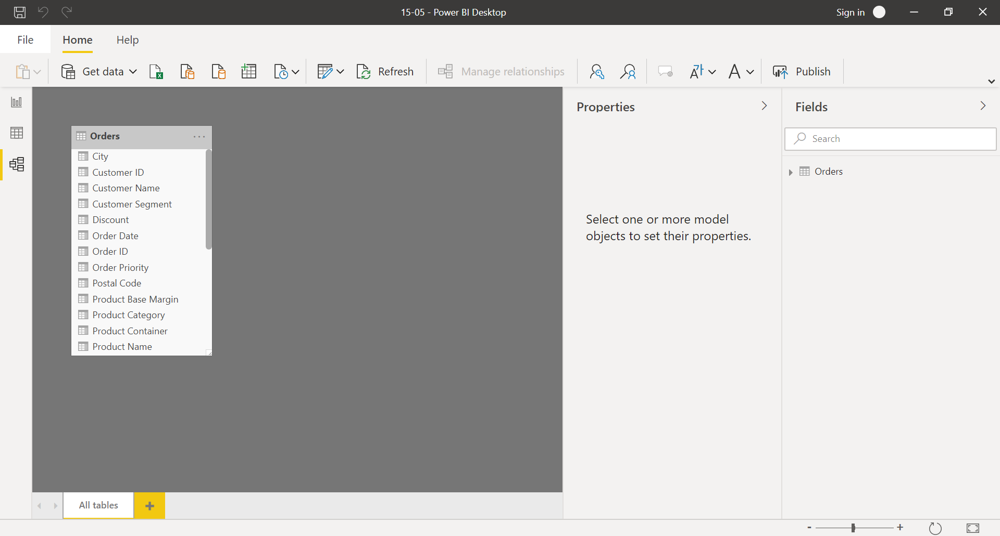 15-05 - Power BI Desktop
Sign in
File
Home
Help
Get data
Refresh
Manage relationships
Publish
Orders
City
Customer ID
Customer Name
Customer Segment
Discount
Order Date
Order ID
Order Priority
Postal Code
Product Base Margin
Product Category
Product Container
Product Name
Properties
Select one or more model
objects to set their properties.
Fields
Search
Orders
All tables